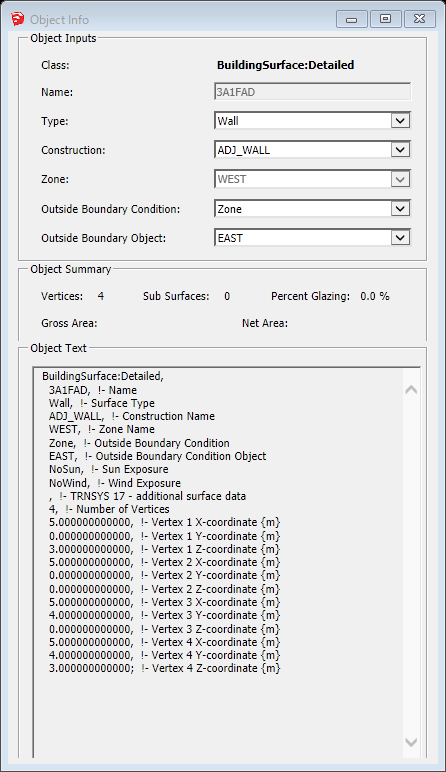 Object Info
Object Inputs
Class: BuildingSurface:Detailed
Name: 3A1FAD
Type: Wall
Construction: ADJ_WALL
Zone: WEST
Outside Boundary Condition: Zone
Outside Boundary Object: EAST
Object Summary
Vertices: 4 Sub Surfaces: 0 Percent Glazing: 0.0 %
Gross Area: Net Area:
Object Text
BuildingSurface:Detailed,
3A1FAD, !- Name
Wall, !- Surface Type
ADJ_WALL, !- Construction Name
WEST, !- Zone Name
Zone, !- Outside Boundary Condition
EAST, !- Outside Boundary Condition Object
NoSun, !- Sun Exposure
NoWind, !- Wind Exposure
, !- TRNSYS 17 - additional surface data
4, !- Number of Vertices
5.000000000000, !- Vertex 1 X-coordinate {m}
0.000000000000, !- Vertex 1 Y-coordinate {m}
3.000000000000, !- Vertex 1 Z-coordinate {m}
5.000000000000, !- Vertex 2 X-coordinate {m}
0.000000000000, !- Vertex 2 Y-coordinate {m}
0.000000000000, !- Vertex 2 Z-coordinate {m}
5.000000000000, !- Vertex 3 X-coordinate {m}
4.000000000000, !- Vertex 3 Y-coordinate {m}
0.000000000000, !- Vertex 3 Z-coordinate {m}
5.000000000000, !- Vertex 4 X-coordinate {m}
4.000000000000, !- Vertex 4 Y-coordinate {m}
3.000000000000; !- Vertex 4 Z-coordinate {m}